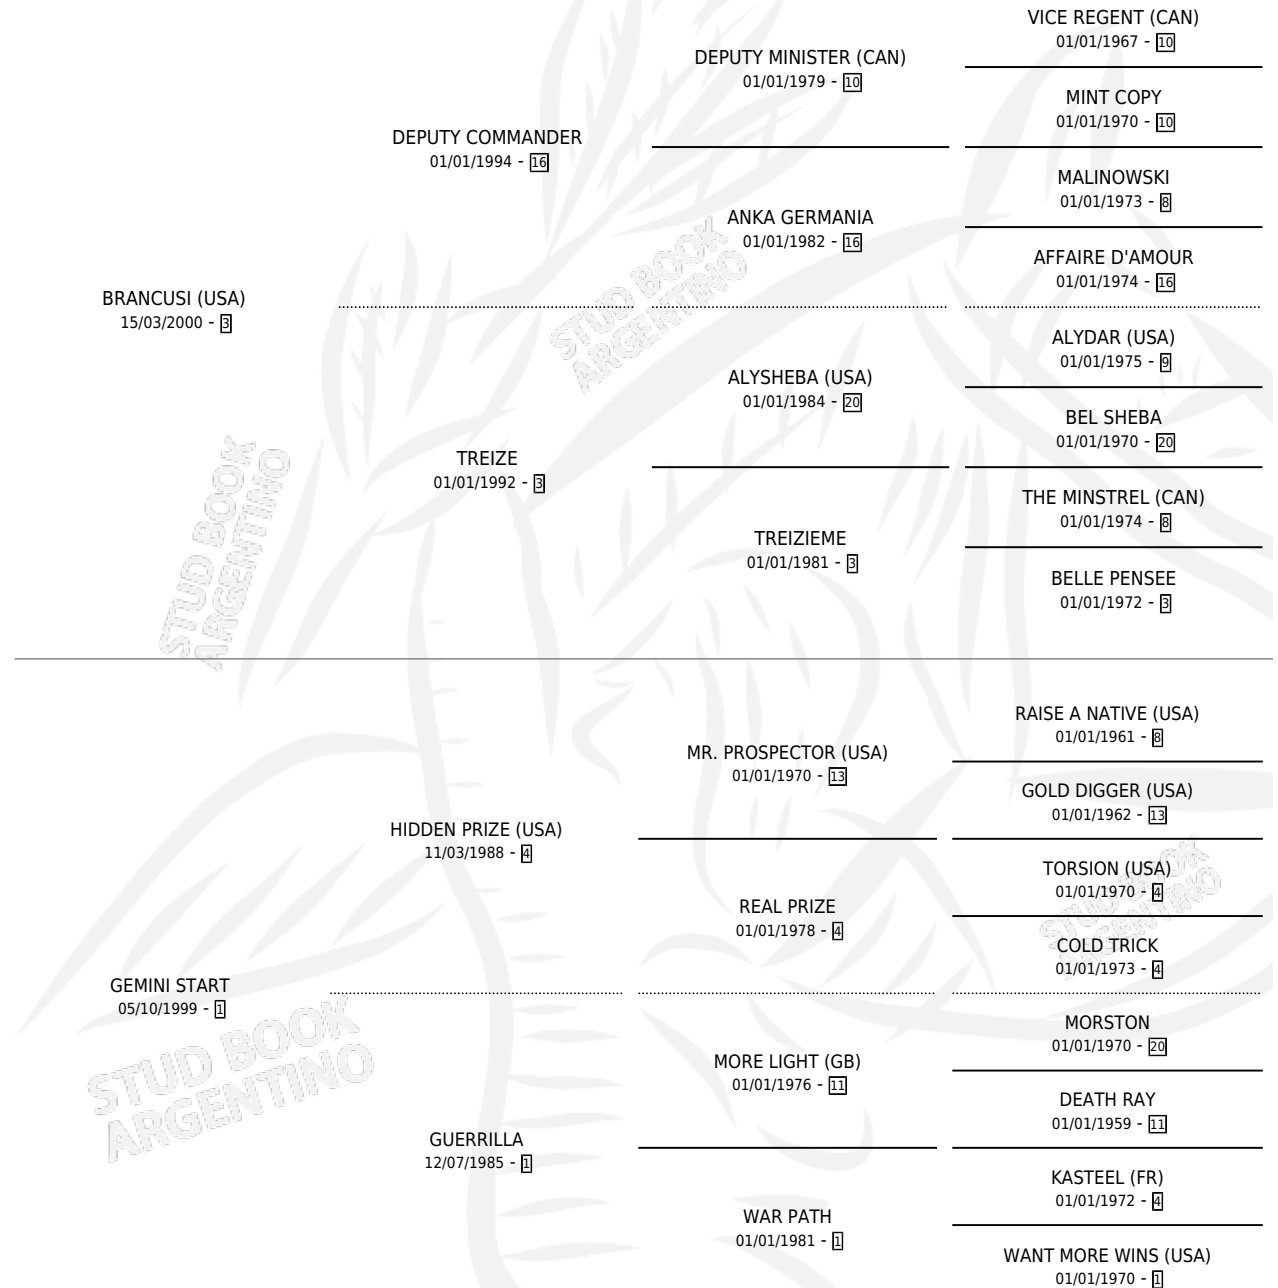 VICE REGENT (CAN)
01/01/1967 - 10
DEPUTY MINISTER (CAN)
01/01/1979 - 10
MINT COPY
01/01/1970 - 10
DEPUTY COMMANDER
01/01/1994 - 16
MALINOWSKI
01/01/1973 - 8
ANKA GERMANIA
01/01/1982 - 16
AFFAIRE D'AMOUR
01/01/1974 - 16
BRANCUSI (USA)
15/03/2000 - 3
STUD BOOK
ARGENTINO
ALYDAR (USA)
01/01/1975 - 9
ALYSHEBA (USA)
01/01/1984 - 20
BEL SHEBA
01/01/1970 - 20
TREIZE
01/01/1992 - 3
THE MINSTREL (CAN)
01/01/1974 - 8
TREIZIEME
01/01/1981 - 3
BELLE PENSEE
01/01/1972 - 3
STUD BOOK
ARGENTINO
RAISE A NATIVE (USA)
01/01/1961 - 8
MR. PROSPECTOR (USA)
01/01/1970 - 13
GOLD DIGGER (USA)
01/01/1962 - 13
HIDDEN PRIZE (USA)
11/03/1988 - 4
TORSION (USA)
01/01/1970 - 4
REAL PRIZE
01/01/1978 - 4
COLD TRICK
01/01/1973 - 4
STUD BOOK
ARGENTINO
GEMINI START
05/10/1999 - 1
MORSTON
01/01/1970 - 20
MORE LIGHT (GB)
01/01/1976 - 11
DEATH RAY
01/01/1959 - 11
STUD BOOK
ARGENTINO
GUERRILLA
12/07/1985 - 1
KASTEEL (FR)
01/01/1972 - 4
WAR PATH
01/01/1981 - 1
WANT MORE WINS (USA)
01/01/1970 - 1